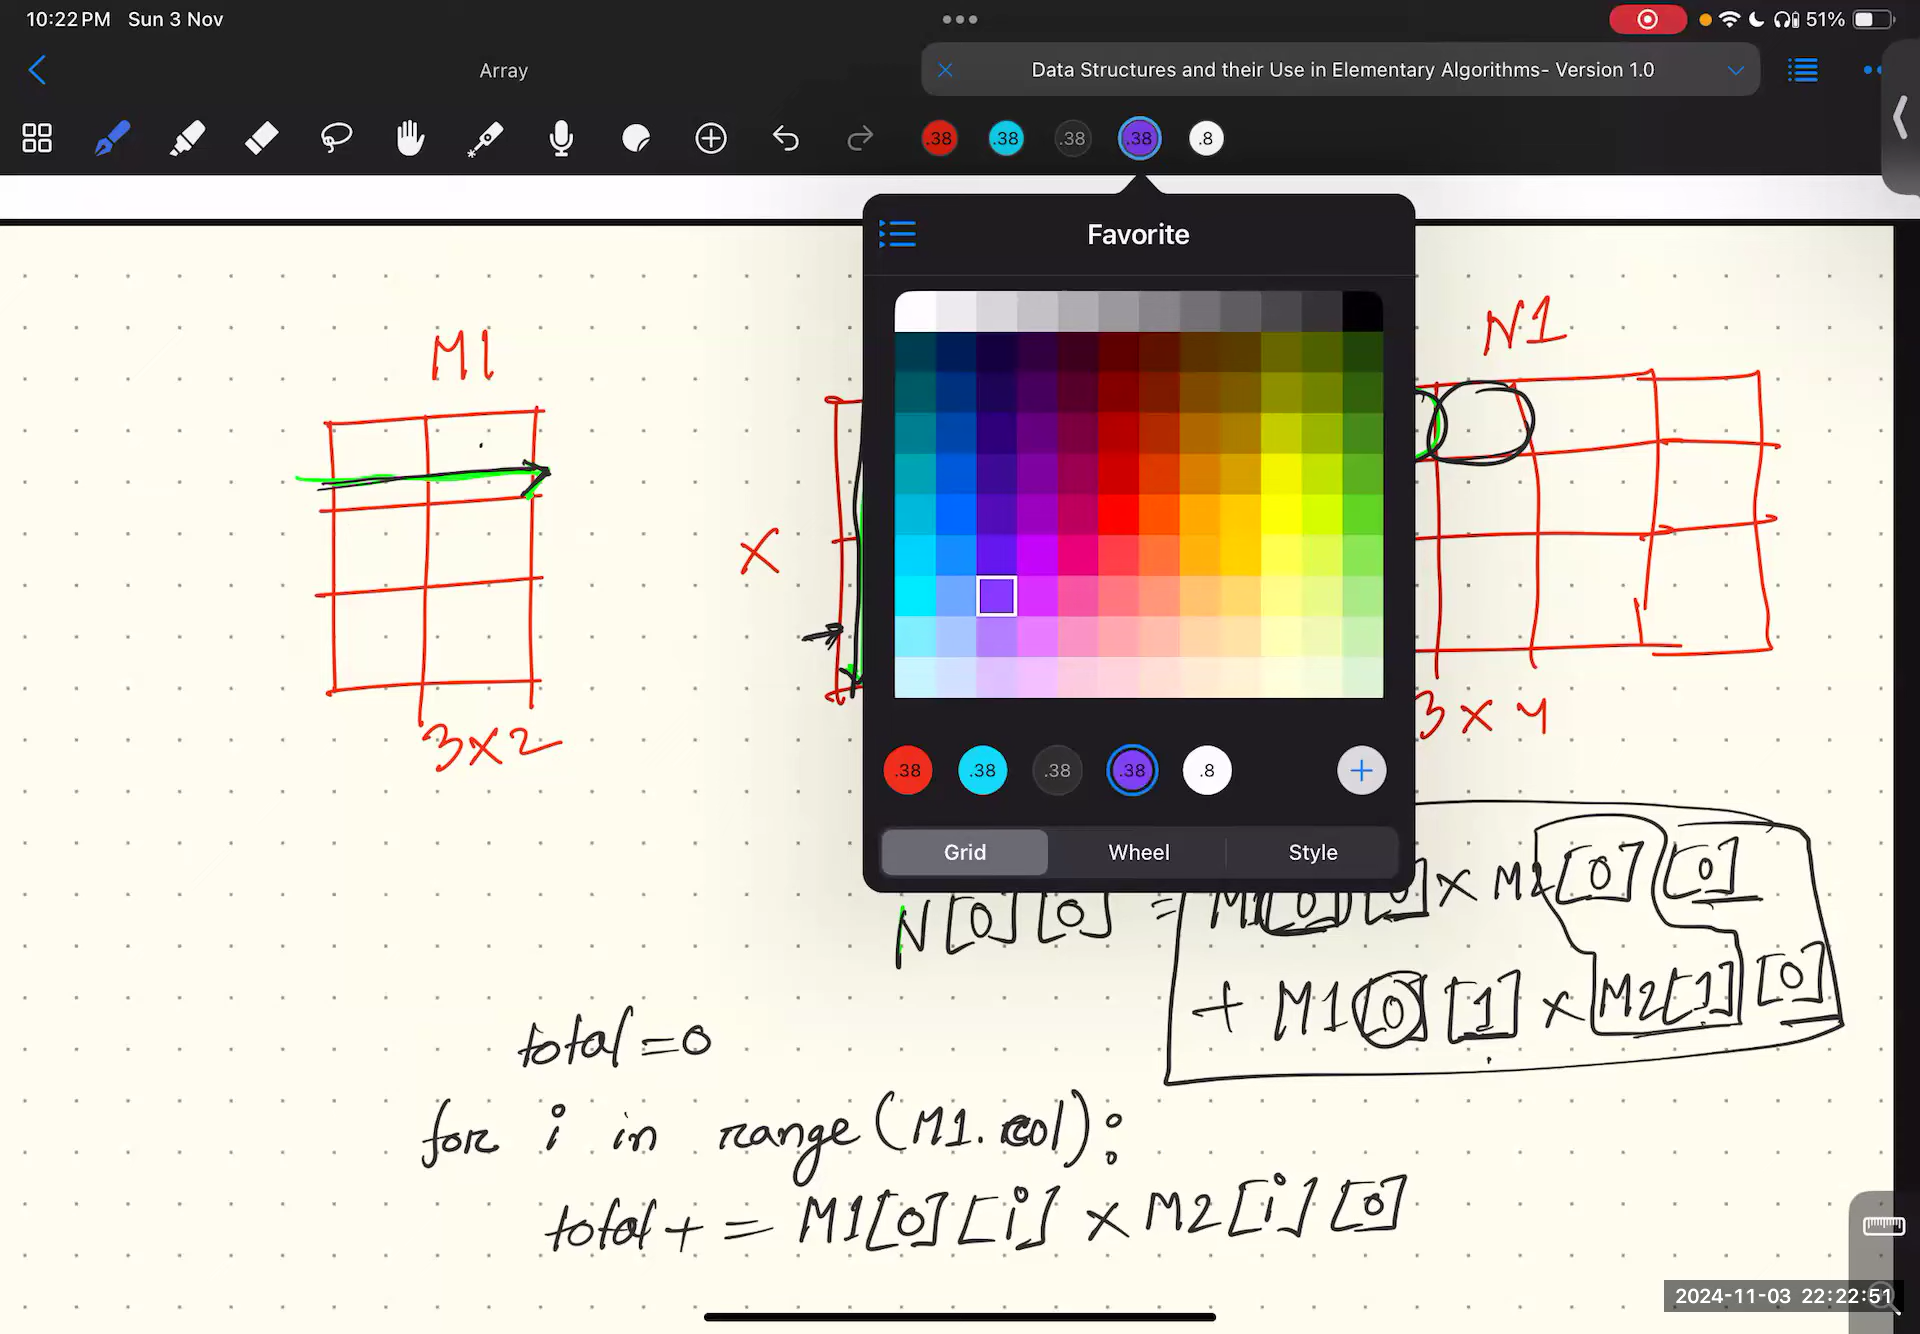 10:22 PM Sun 3 Nov
51%
Array
Data Structures and their Use in Elementary Algorithms- Version 1.0
.38 .38 .38 .38 .8
Favorite
M1
N1
X
3x2
3x4
.38 .38 .38 .38 .8
Grid Wheel Style
N[0][0] = M1[0][0] x M2[0][0]
+ M1[0][1] x M2[1][0]
total = 0
for i in range(M1.col):
total += M1[0][i] x M2[i][0]
2024-11-03 22:22:51